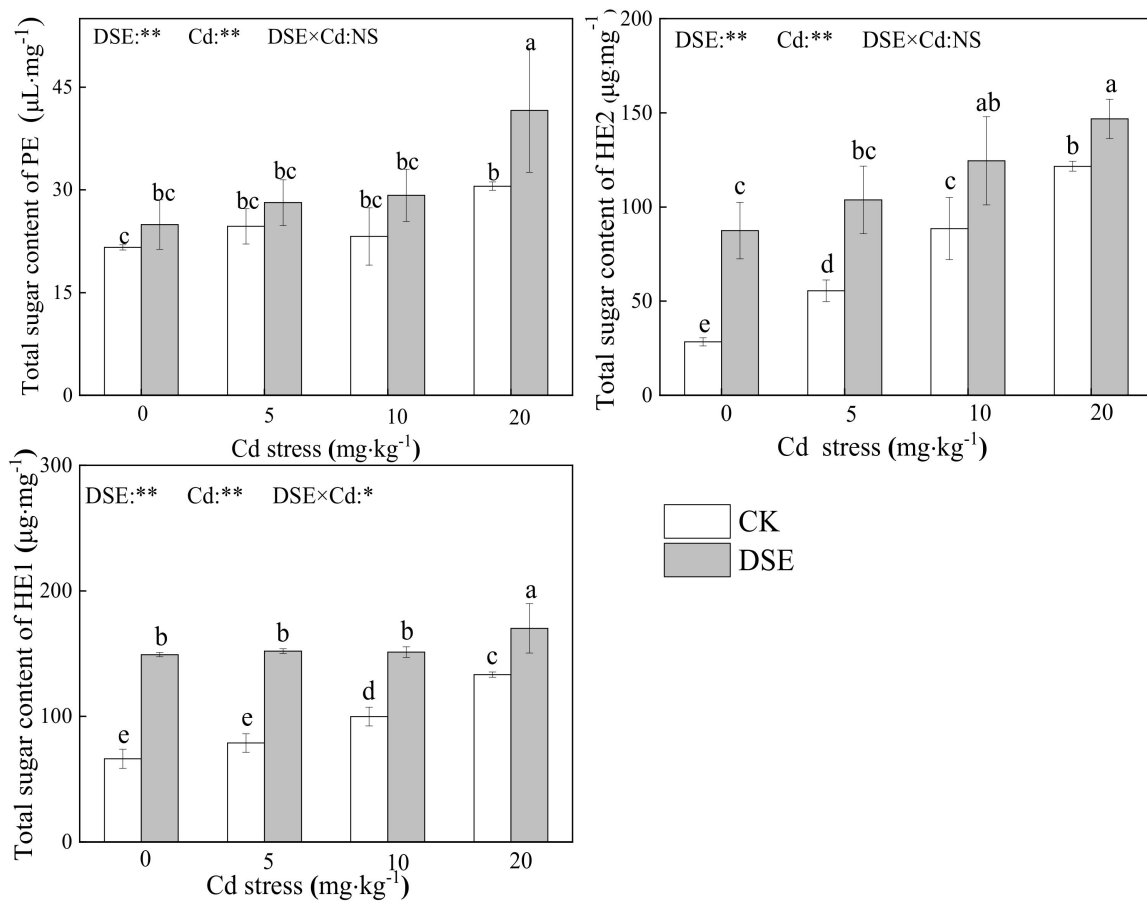 DSE:** Cd:** DSE×Cd:NS
Total sugar content of PE (μL·mg⁻¹)
45
30
15
0
c
bc
bc
bc
bc
bc
b
a
0 5 10 20
Cd stress (mg·kg⁻¹)
DSE:** Cd:** DSE×Cd:NS
Total sugar content of HE2 (μg·mg⁻¹)
200
150
100
50
0
e
c
d
bc
c
ab
b
a
0 5 10 20
Cd stress (mg·kg⁻¹)
DSE:** Cd:** DSE×Cd:*
Total sugar content of HE1 (μg·mg⁻¹)
300
200
100
0
e
b
e
b
d
b
c
a
0 5 10 20
Cd stress (mg·kg⁻¹)
CK
DSE